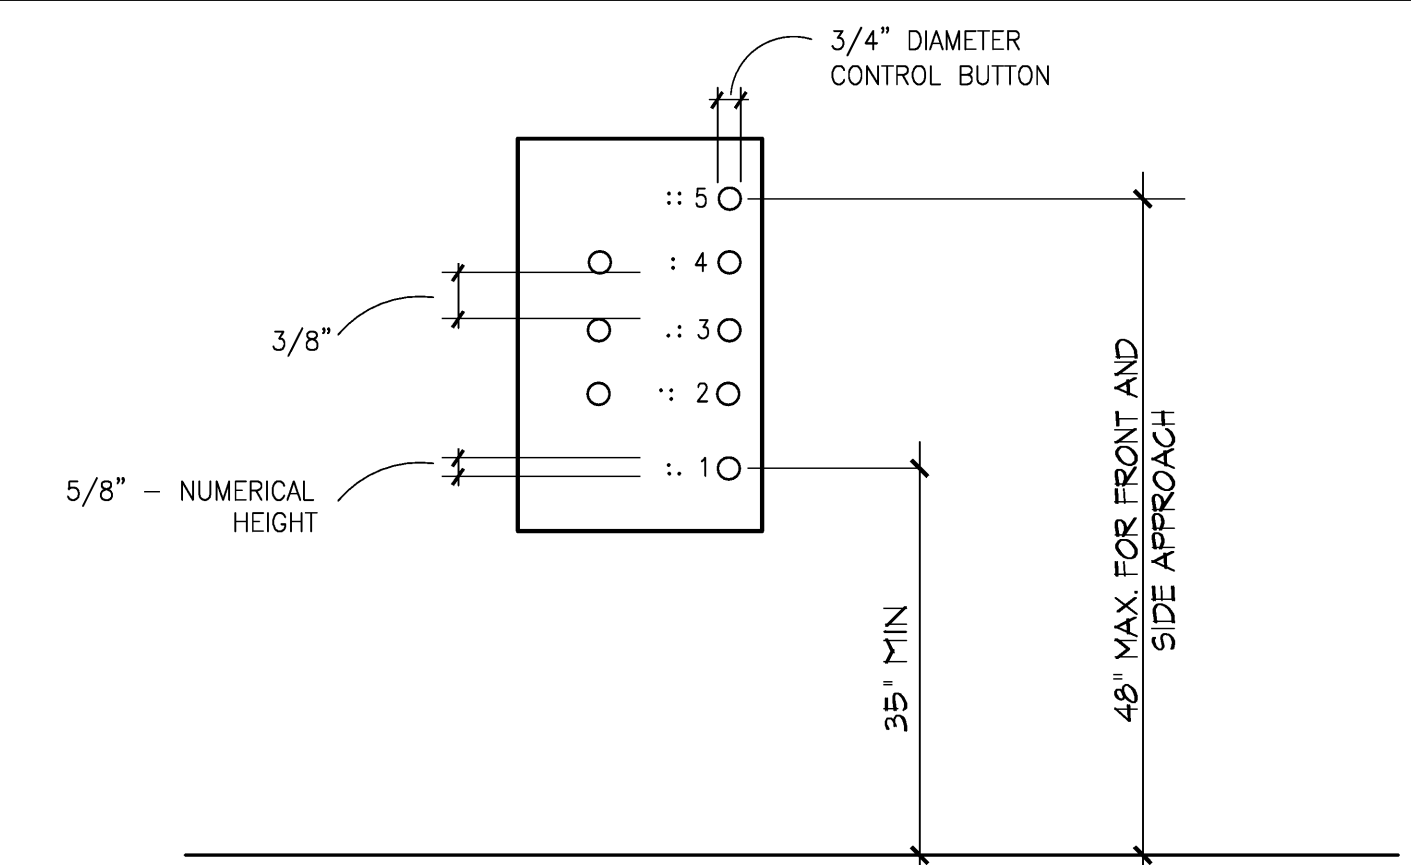 3/4” DIAMETER
CONTROL BUTTON
5
4
3
2
1
3/8”
5/8” – NUMERICAL
HEIGHT
35" MIN
48" MAX. FOR FRONT AND
SIDE APPROACH